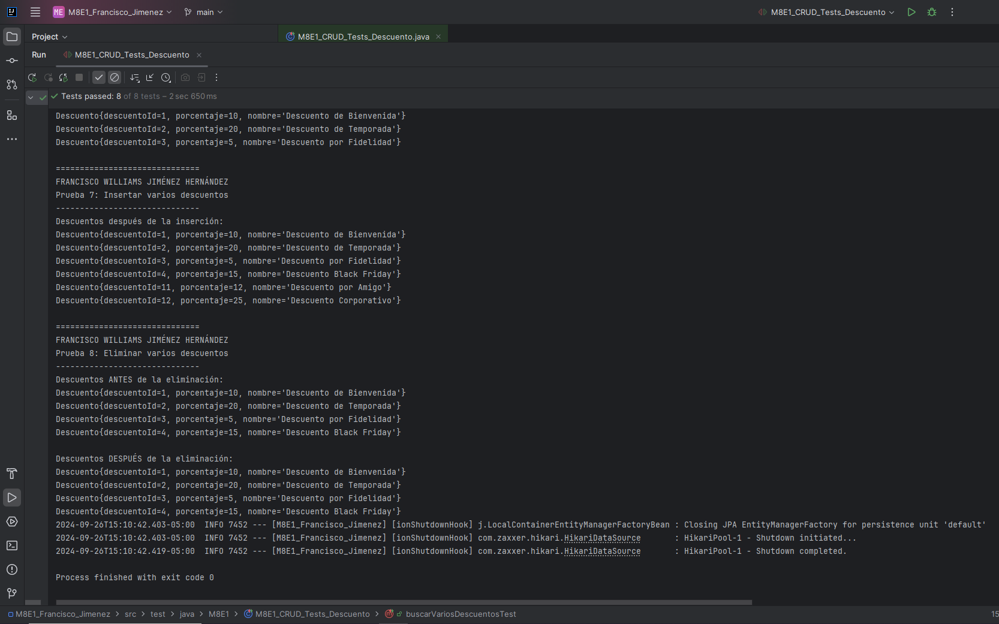 IJ
ME M8E1_Francisco_Jimenez main M8E1_CRUD_Tests_Descuento
Project M8E1_CRUD_Tests_Descuento.java
Run M8E1_CRUD_Tests_Descuento
Tests passed: 8 of 8 tests – 2 sec 650 ms
Descuento{descuentoId=1, porcentaje=10, nombre='Descuento de Bienvenida'}
Descuento{descuentoId=2, porcentaje=20, nombre='Descuento de Temporada'}
Descuento{descuentoId=3, porcentaje=5, nombre='Descuento por Fidelidad'}
==============================
FRANCISCO WILLIAMS JIMÉNEZ HERNÁNDEZ
Prueba 7: Insertar varios descuentos
------------------------------
Descuentos después de la inserción:
Descuento{descuentoId=1, porcentaje=10, nombre='Descuento de Bienvenida'}
Descuento{descuentoId=2, porcentaje=20, nombre='Descuento de Temporada'}
Descuento{descuentoId=3, porcentaje=5, nombre='Descuento por Fidelidad'}
Descuento{descuentoId=4, porcentaje=15, nombre='Descuento Black Friday'}
Descuento{descuentoId=11, porcentaje=12, nombre='Descuento por Amigo'}
Descuento{descuentoId=12, porcentaje=25, nombre='Descuento Corporativo'}
==============================
FRANCISCO WILLIAMS JIMÉNEZ HERNÁNDEZ
Prueba 8: Eliminar varios descuentos
------------------------------
Descuentos ANTES de la eliminación:
Descuento{descuentoId=1, porcentaje=10, nombre='Descuento de Bienvenida'}
Descuento{descuentoId=2, porcentaje=20, nombre='Descuento de Temporada'}
Descuento{descuentoId=3, porcentaje=5, nombre='Descuento por Fidelidad'}
Descuento{descuentoId=4, porcentaje=15, nombre='Descuento Black Friday'}
Descuentos DESPUÉS de la eliminación:
Descuento{descuentoId=1, porcentaje=10, nombre='Descuento de Bienvenida'}
Descuento{descuentoId=2, porcentaje=20, nombre='Descuento de Temporada'}
Descuento{descuentoId=3, porcentaje=5, nombre='Descuento por Fidelidad'}
Descuento{descuentoId=4, porcentaje=15, nombre='Descuento Black Friday'}
2024-09-26T15:10:42.403-05:00  INFO 7452 --- [M8E1_Francisco_Jimenez] [ionShutdownHook] j.LocalContainerEntityManagerFactoryBean : Closing JPA EntityManagerFactory for persistence unit 'default'
2024-09-26T15:10:42.403-05:00  INFO 7452 --- [M8E1_Francisco_Jimenez] [ionShutdownHook] com.zaxxer.hikari.HikariDataSource       : HikariPool-1 - Shutdown initiated...
2024-09-26T15:10:42.419-05:00  INFO 7452 --- [M8E1_Francisco_Jimenez] [ionShutdownHook] com.zaxxer.hikari.HikariDataSource       : HikariPool-1 - Shutdown completed.
Process finished with exit code 0
M8E1_Francisco_Jimenez > src > test > java > M8E1 > M8E1_CRUD_Tests_Descuento > buscarVariosDescuentosTest 15